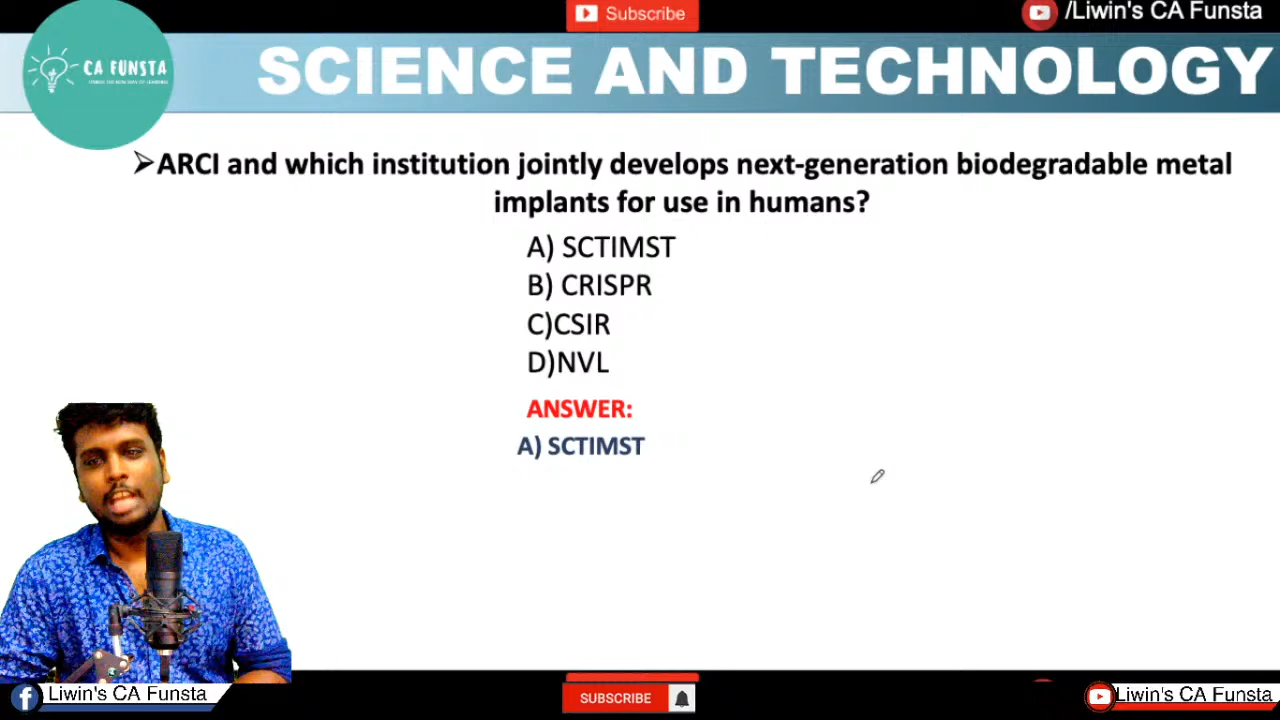 Subscribe
/Liwin's CA Funsta
CA FUNSTA
SCIENCE AND TECHNOLOGY
➢ARCI and which institution jointly develops next-generation biodegradable metal
implants for use in humans?
A) SCTIMST
B) CRISPR
C)CSIR
D)NVL
ANSWER:
A) SCTIMST
Liwin's CA Funsta
SUBSCRIBE
Liwin's CA Funsta